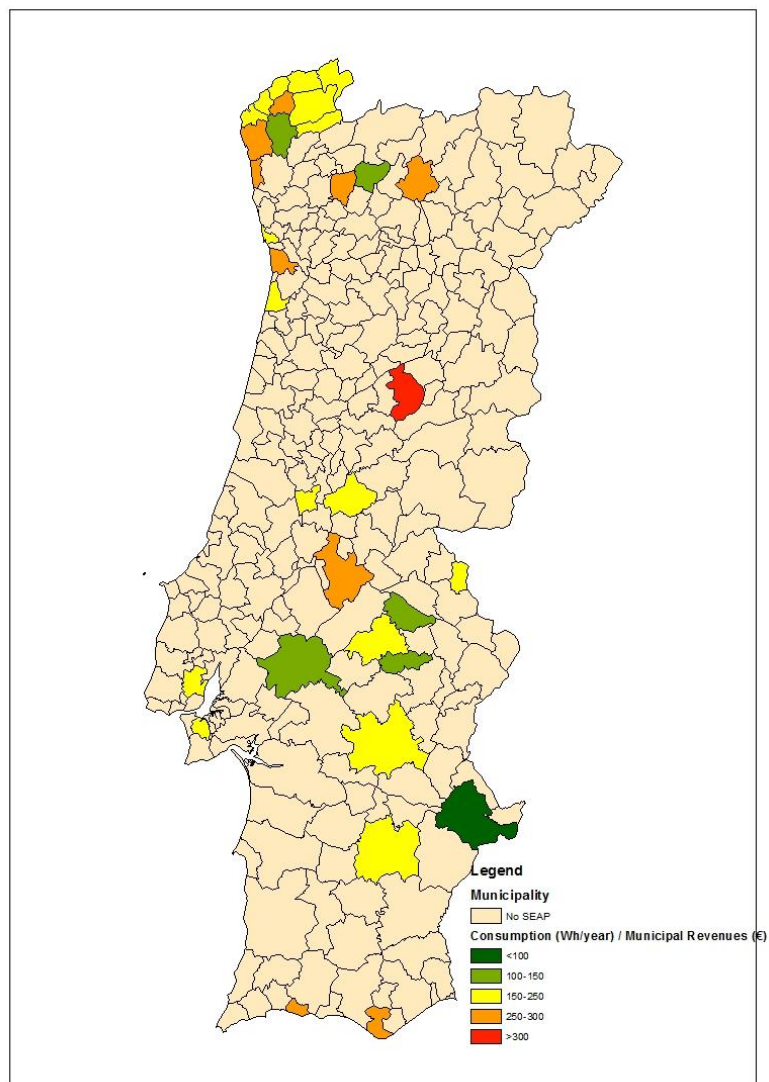 Legend
Municipality
No SEAP
Consumption (Wh/year) / Municipal Revenues (€)
<100
100-150
150-250
250-300
>300